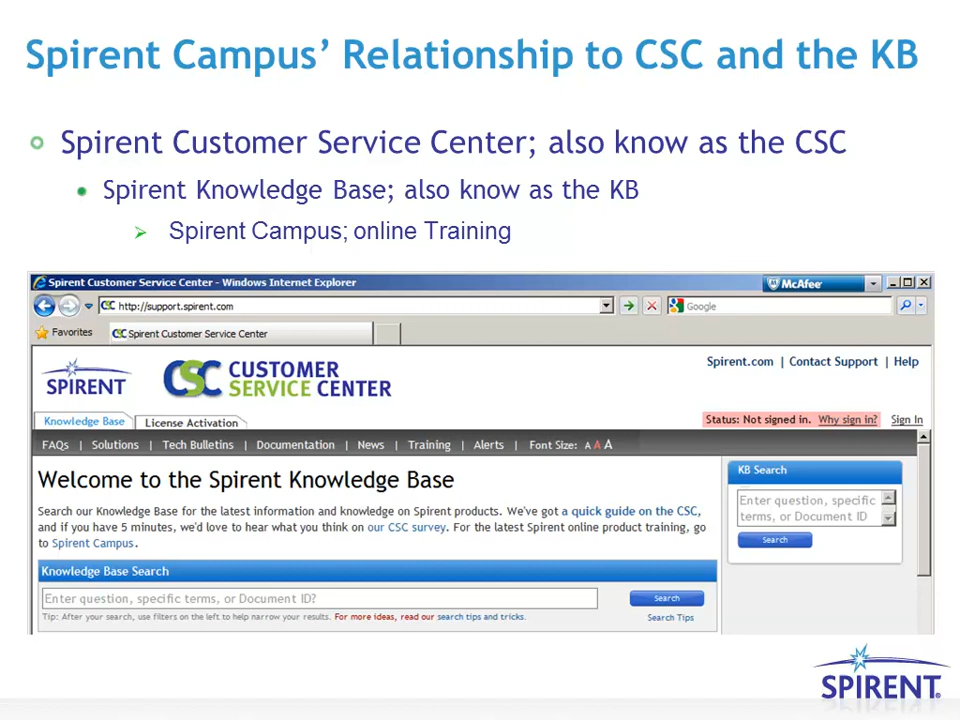 Spirent Campus’ Relationship to CSC and the KB
Spirent Customer Service Center; also know as the CSC
Spirent Knowledge Base; also know as the KB
Spirent Campus; online Training
Spirent Customer Service Center - Windows Internet Explorer
McAfee
http://support.spirent.com
Google
Favorites
Spirent Customer Service Center
SPIRENT
CSC CUSTOMER SERVICE CENTER
Spirent.com | Contact Support | Help
Knowledge Base
License Activation
Status: Not signed in. Why sign in? Sign In
FAQs | Solutions | Tech Bulletins | Documentation | News | Training | Alerts | Font Size: A A A
Welcome to the Spirent Knowledge Base
Search our Knowledge Base for the latest information and knowledge on Spirent products. We've got a quick guide on the CSC,
and if you have 5 minutes, we'd love to hear what you think on our CSC survey. For the latest Spirent online product training, go
to Spirent Campus.
KB Search
Enter question, specific
terms, or Document ID
Search
Knowledge Base Search
Enter question, specific terms, or Document ID?
Search
Tip: After your search, use filters on the left to help narrow your results. For more ideas, read our search tips and tricks.
Search Tips
SPIRENT®